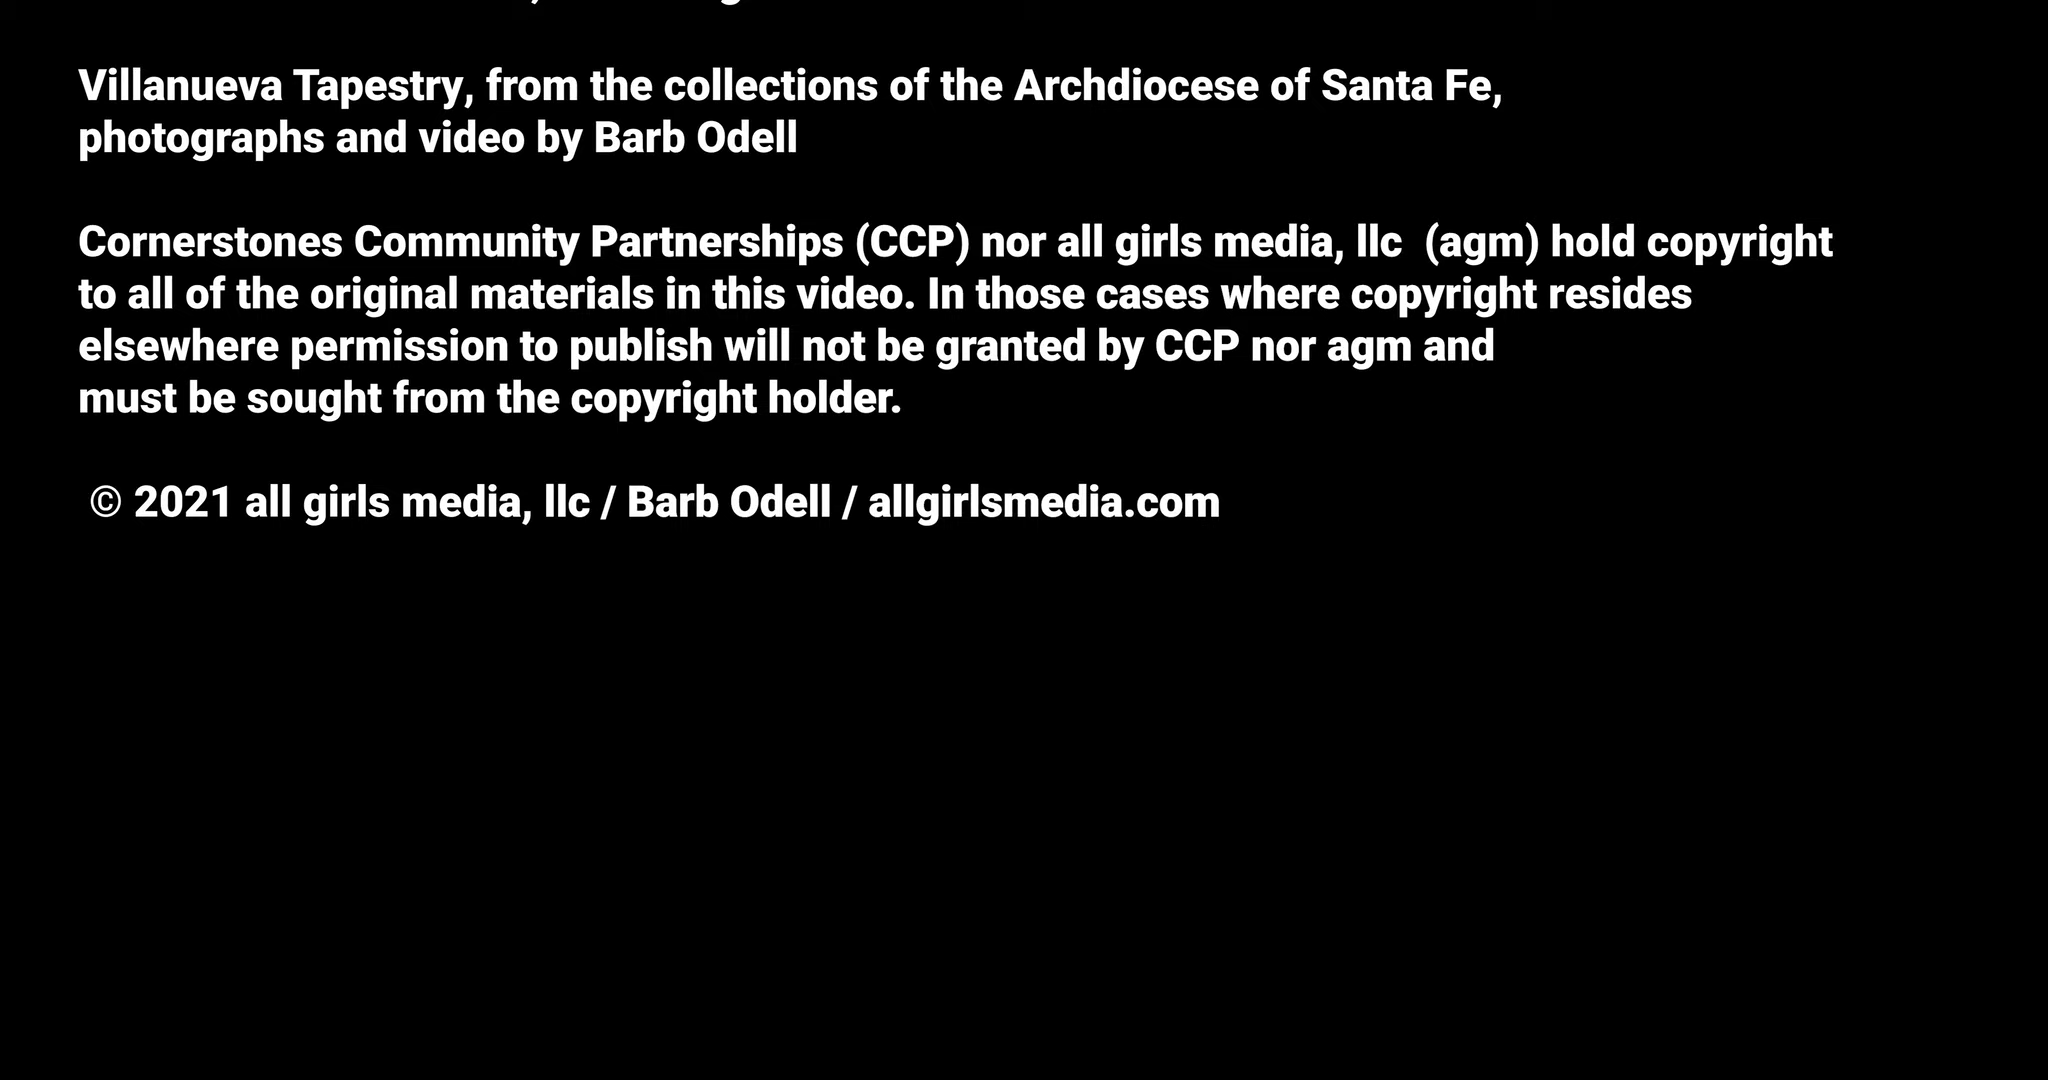 Villanueva Tapestry, from the collections of the Archdiocese of Santa Fe,
photographs and video by Barb Odell
Cornerstones Community Partnerships (CCP) nor all girls media, llc  (agm) hold copyright
to all of the original materials in this video. In those cases where copyright resides
elsewhere permission to publish will not be granted by CCP nor agm and
must be sought from the copyright holder.
© 2021 all girls media, llc / Barb Odell / allgirlsmedia.com